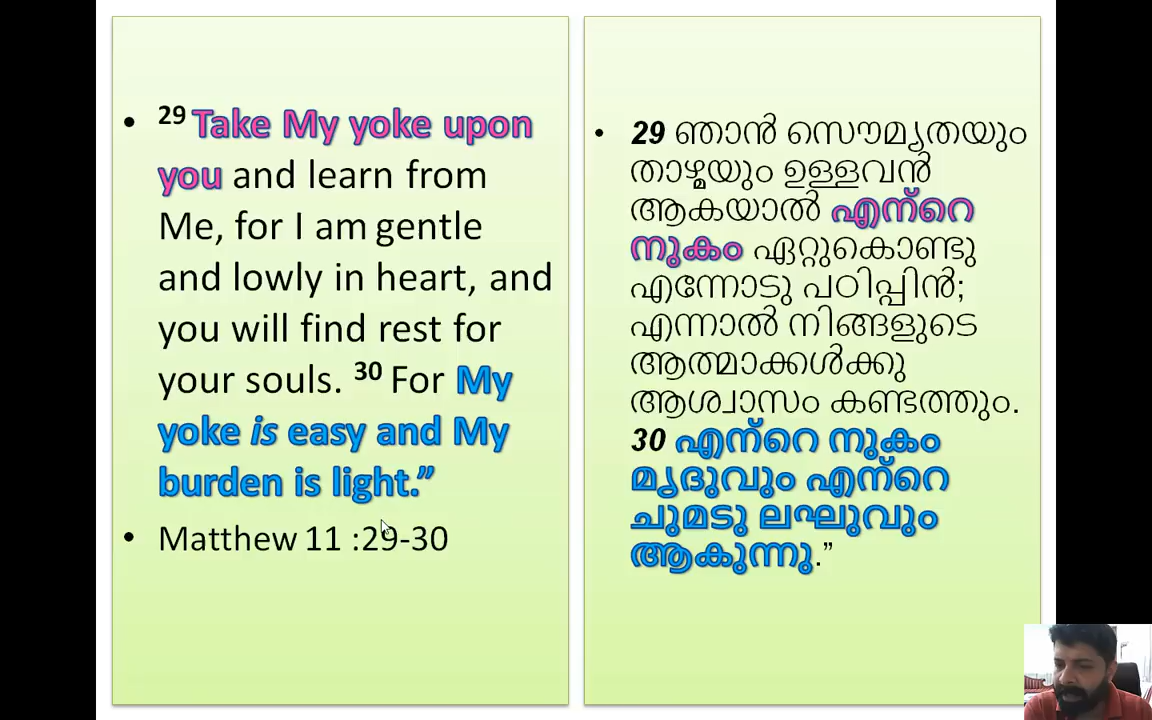 • 29 Take My yoke upon
you and learn from
Me, for I am gentle
and lowly in heart, and
you will find rest for
your souls. 30 For My
yoke is easy and My
burden is light.”
• Matthew 11 :29-30
• 29 ഞാൻ സൌമ്യതയും
താഴ്മയും ഉള്ളവൻ
ആകയാൽ എന്റെ
നുകം ഏറ്റുകൊണ്ടു
എന്നോടു പഠിപ്പിൻ;
എന്നാൽ നിങ്ങളുടെ
ആത്മാക്കൾക്കു
ആശ്വാസം കണ്ടത്തും.
30 എന്റെ നുകം
മൃദുവും എന്റെ
ചുമടു ലഘുവും
ആകുന്നു.”